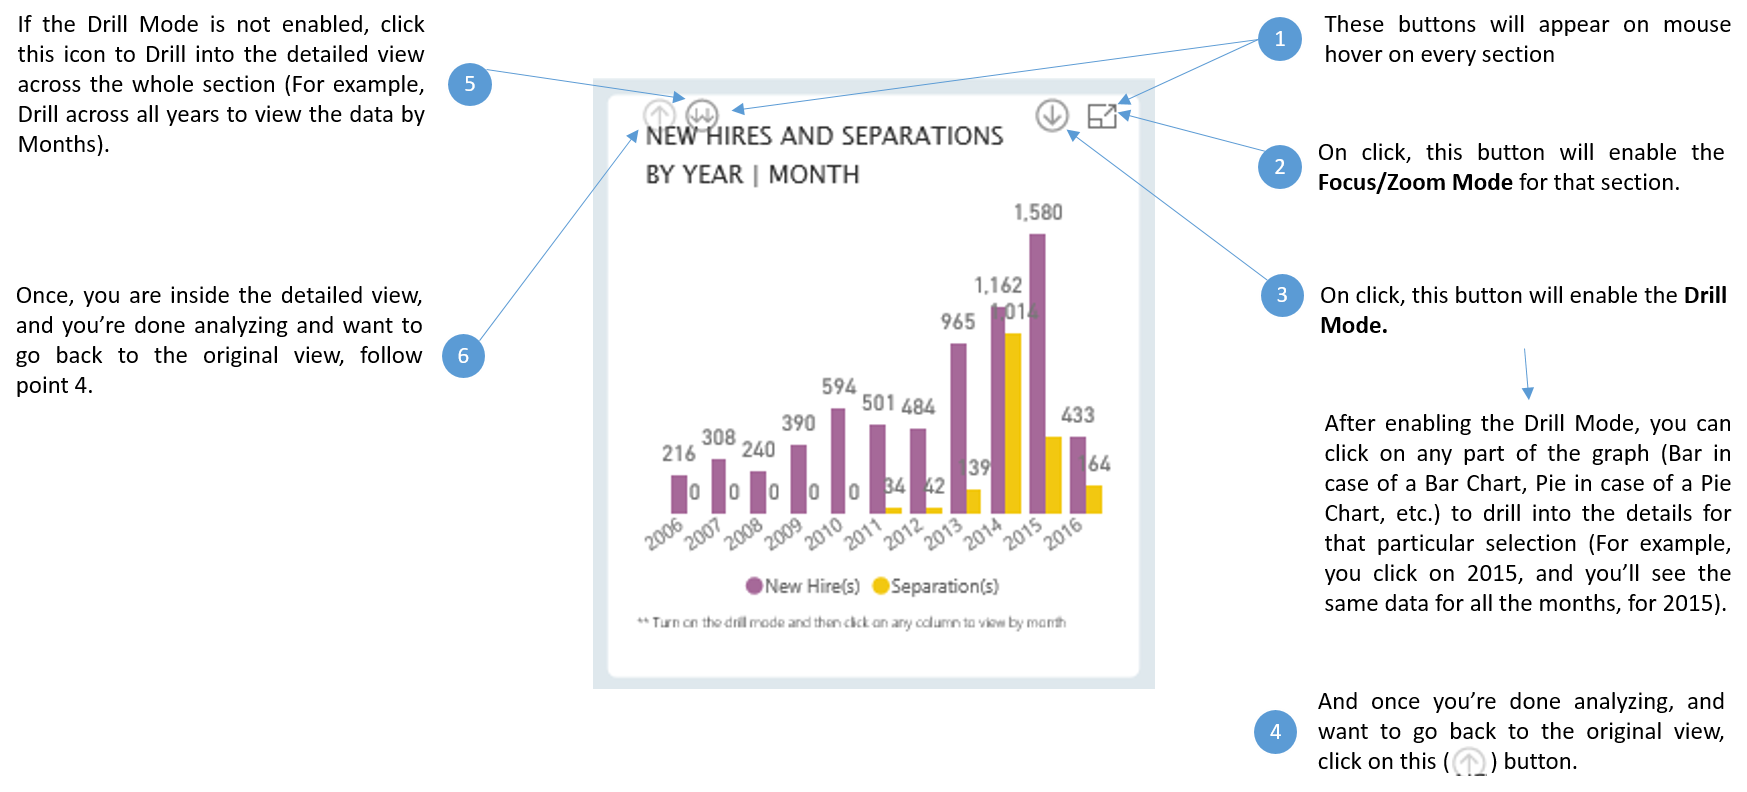 If the Drill Mode is not enabled, click
this icon to Drill into the detailed view
across the whole section (For example,
Drill across all years to view the data by
Months).
5
Once, you are inside the detailed view,
and you're done analyzing and want to
go back to the original view, follow
point 4.
6
NEW HIRES AND SEPARATIONS
BY YEAR | MONTH
1,580
1,162
1,014
965
594
501
484
433
390
308
240
216
0
0
0
0
0
34
42
139
164
2006
2007
2008
2009
2010
2011
2012
2013
2014
2015
2016
New Hire(s)
Separation(s)
** Turn on the drill mode and then click on any column to view by month
1
These buttons will appear on mouse
hover on every section
2
On click, this button will enable the
Focus/Zoom Mode for that section.
3
On click, this button will enable the Drill
Mode.
After enabling the Drill Mode, you can
click on any part of the graph (Bar in
case of a Bar Chart, Pie in case of a Pie
Chart, etc.) to drill into the details for
that particular selection (For example,
you click on 2015, and you'll see the
same data for all the months, for 2015).
4
And once you're done analyzing, and
want to go back to the original view,
click on this ( ) button.